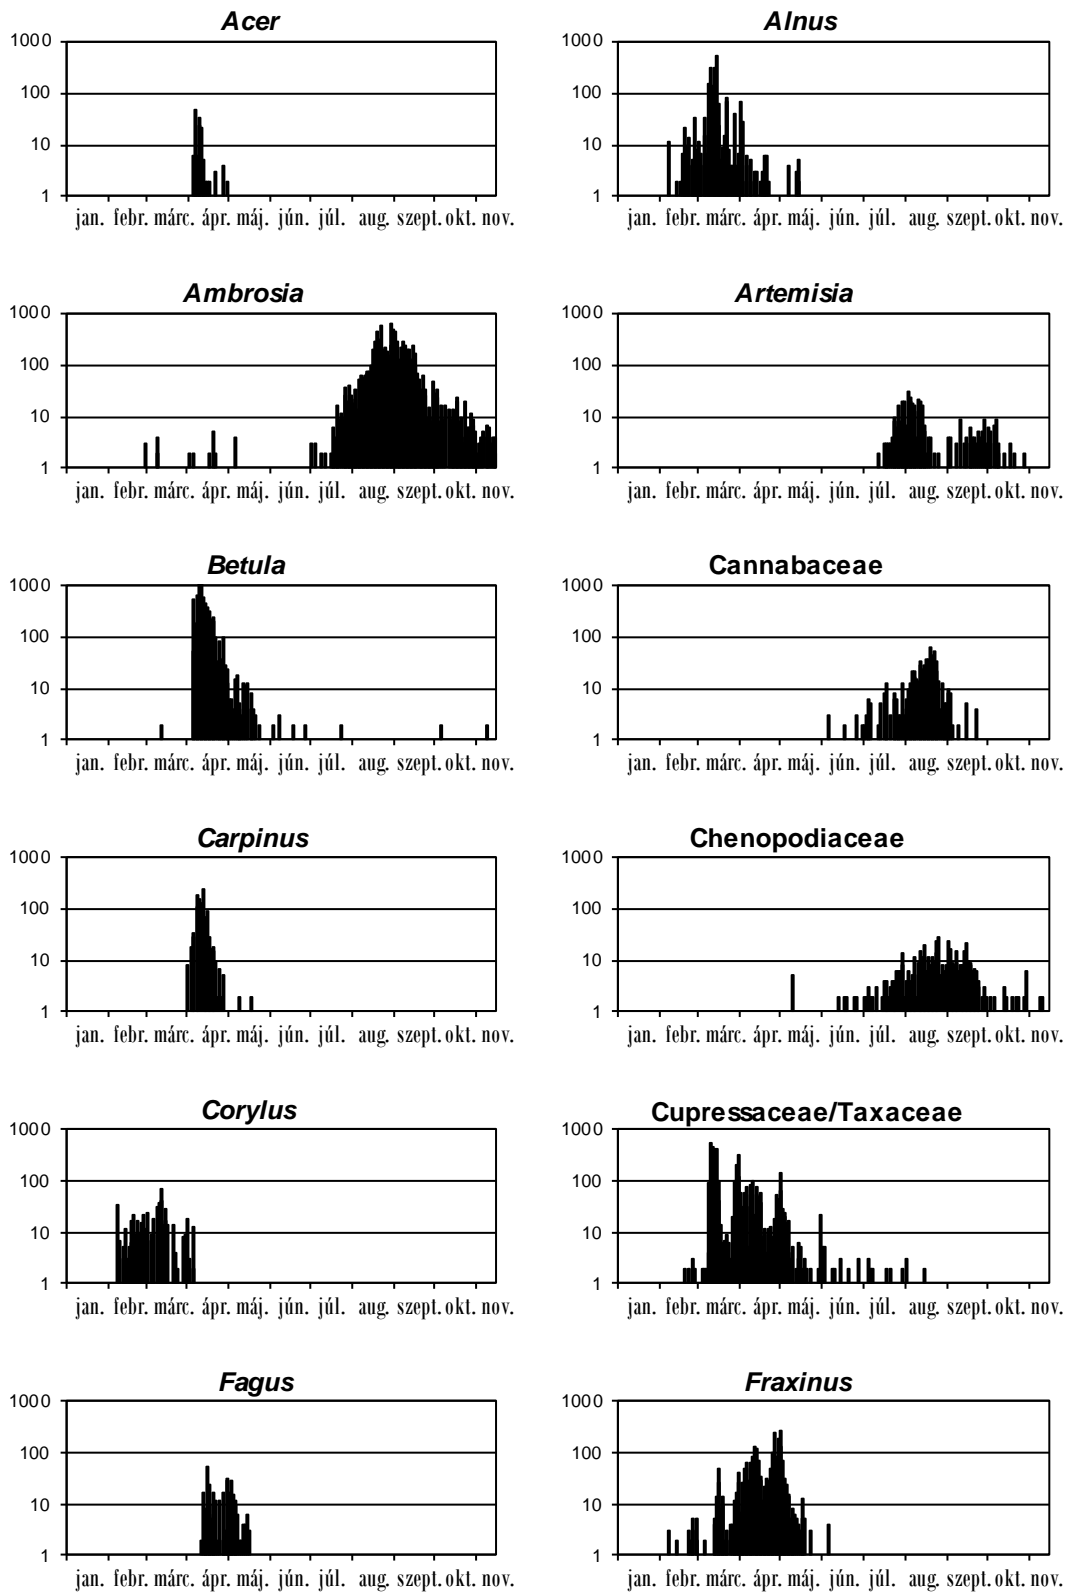 Acer
1000
100
10
1
jan. febr. márc. ápr. máj. jún. júl. aug. szept. okt. nov.
Alnus
1000
100
10
1
jan. febr. márc. ápr. máj. jún. júl. aug. szept. okt. nov.
Ambrosia
1000
100
10
1
jan. febr. márc. ápr. máj. jún. júl. aug. szept. okt. nov.
Artemisia
1000
100
10
1
jan. febr. márc. ápr. máj. jún. júl. aug. szept. okt. nov.
Betula
1000
100
10
1
jan. febr. márc. ápr. máj. jún. júl. aug. szept. okt. nov.
Cannabaceae
1000
100
10
1
jan. febr. márc. ápr. máj. jún. júl. aug. szept. okt. nov.
Carpinus
1000
100
10
1
jan. febr. márc. ápr. máj. jún. júl. aug. szept. okt. nov.
Chenopodiaceae
1000
100
10
1
jan. febr. márc. ápr. máj. jún. júl. aug. szept. okt. nov.
Corylus
1000
100
10
1
jan. febr. márc. ápr. máj. jún. júl. aug. szept. okt. nov.
Cupressaceae/Taxaceae
1000
100
10
1
jan. febr. márc. ápr. máj. jún. júl. aug. szept. okt. nov.
Fagus
1000
100
10
1
jan. febr. márc. ápr. máj. jún. júl. aug. szept. okt. nov.
Fraxinus
1000
100
10
1
jan. febr. márc. ápr. máj. jún. júl. aug. szept. okt. nov.